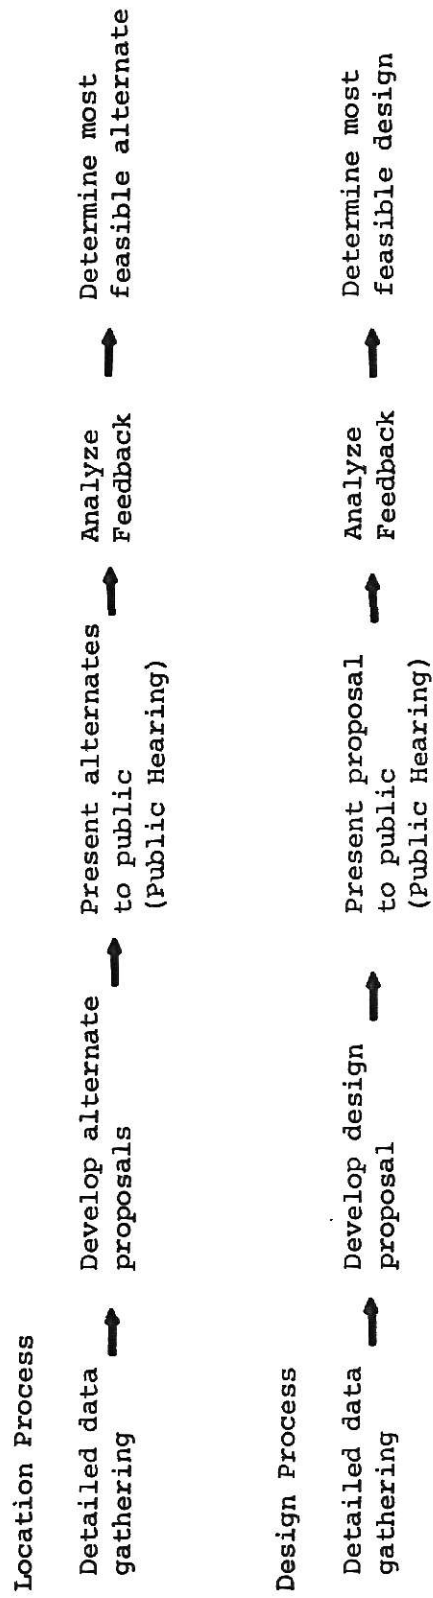 Location Process
Detailed data
gathering
Develop alternate
proposals
Present alternates
to public
(Public Hearing)
Analyze
Feedback
Determine most
feasible alternate
Design Process
Detailed data
gathering
Develop design
proposal
Present proposal
to public
(Public Hearing)
Analyze
Feedback
Determine most
feasible design